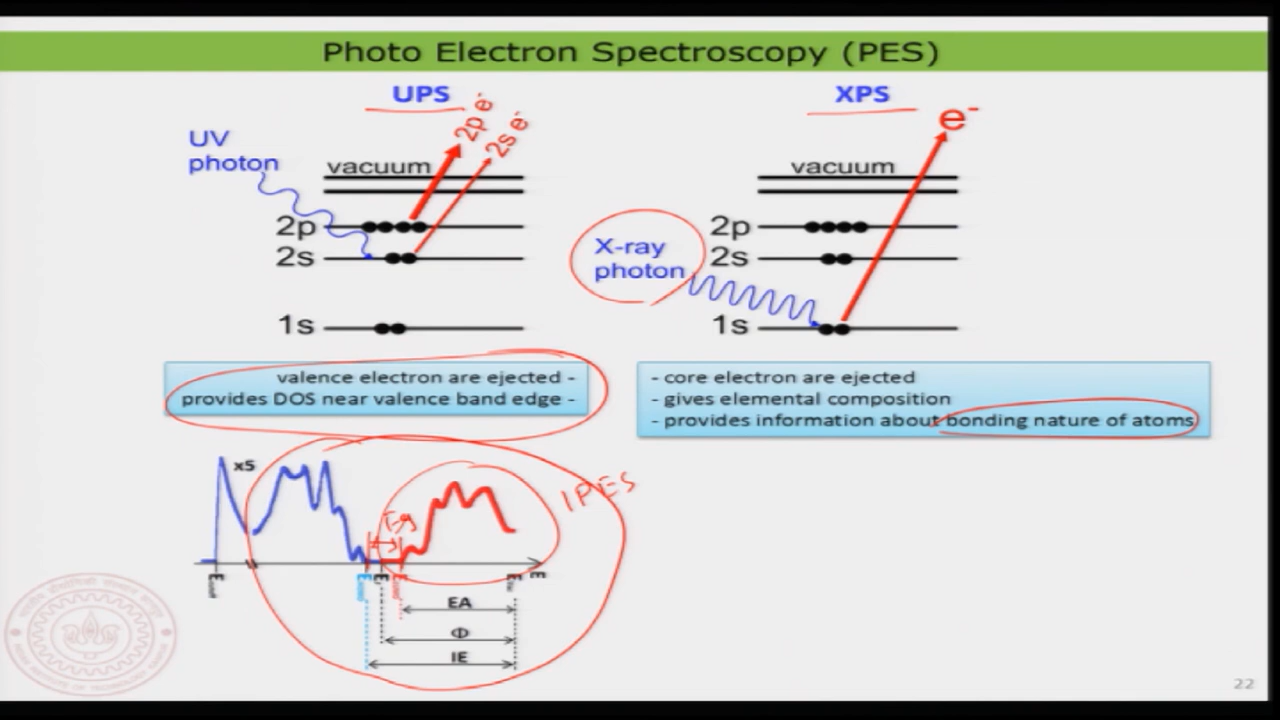 Photo Electron Spectroscopy (PES)
UPS
XPS
UV
photon
2p e-
2s e-
e-
vacuum
vacuum
2p
2s
1s
X-ray
photon
2p
2s
1s
valence electron are ejected -
provides DOS near valence band edge -
- core electron are ejected
- gives elemental composition
- provides information about bonding nature of atoms
x5
Eg
IPES
E
EA
Φ
IE
22